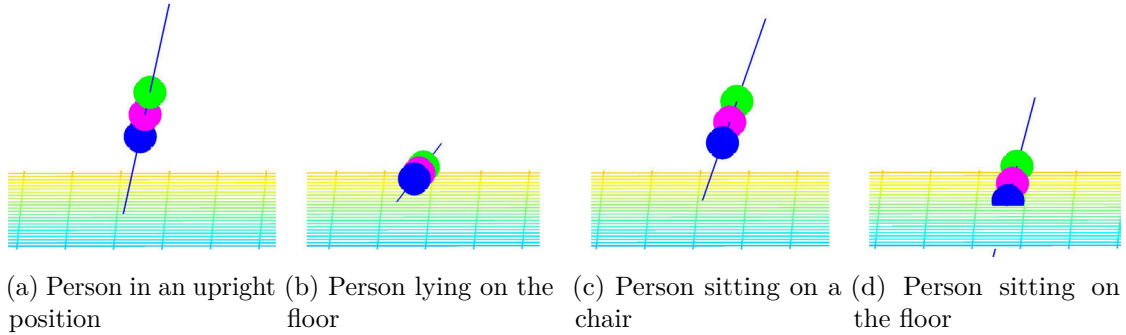 (a) Person in an upright position
(b) Person lying on the floor
(c) Person sitting on a chair
(d) Person sitting on the floor